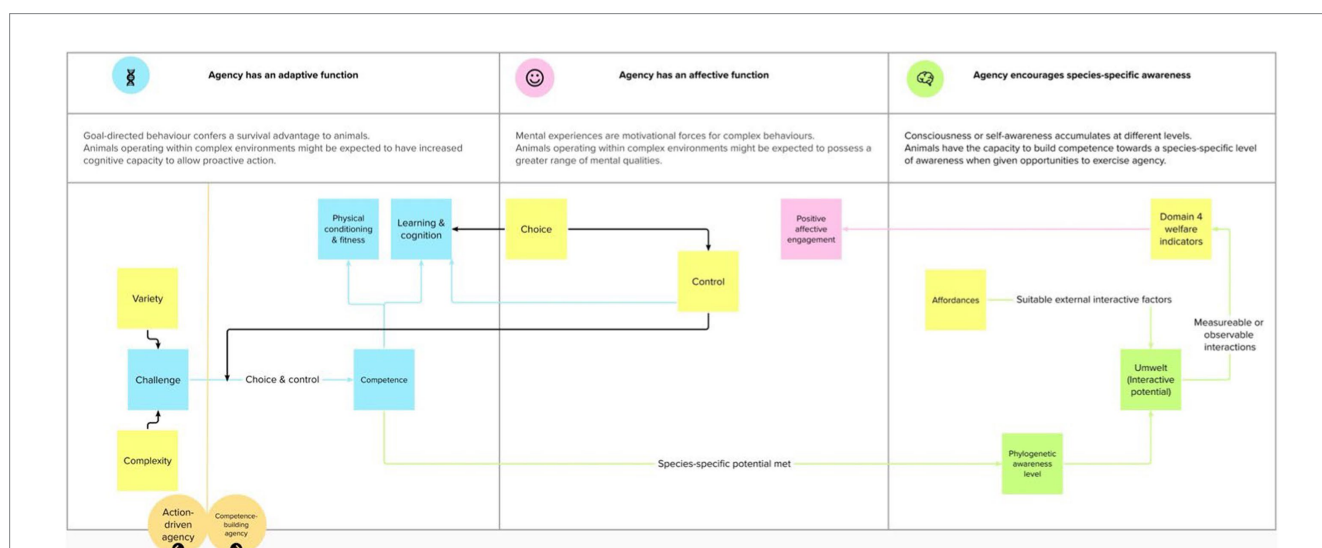 Agency has an adaptive function
Agency has an affective function
Agency encourages species-specific awareness
Goal-directed behaviour confers a survival advantage to animals.
Animals operating within complex environments might be expected to have increased
cognitive capacity to allow proactive action.
Mental experiences are motivational forces for complex behaviours.
Animals operating within complex environments might be expected to possess a
greater range of mental qualities.
Consciousness or self-awareness accumulates at different levels.
Animals have the capacity to build competence towards a species-specific level
of awareness when given opportunities to exercise agency.
Physical
conditioning
& fitness
Learning &
cognition
Choice
Positive
affective
engagement
Domain 4
welfare
indicators
Variety
Control
Affordances
Suitable external interactive factors
Measureable or
observable
interactions
Challenge
Choice & control
Competence
Umwelt
(Interactive
potential)
Complexity
Species-specific potential met
Phylogenetic
awareness
level
Action-
driven
agency
Competence-
building
agency